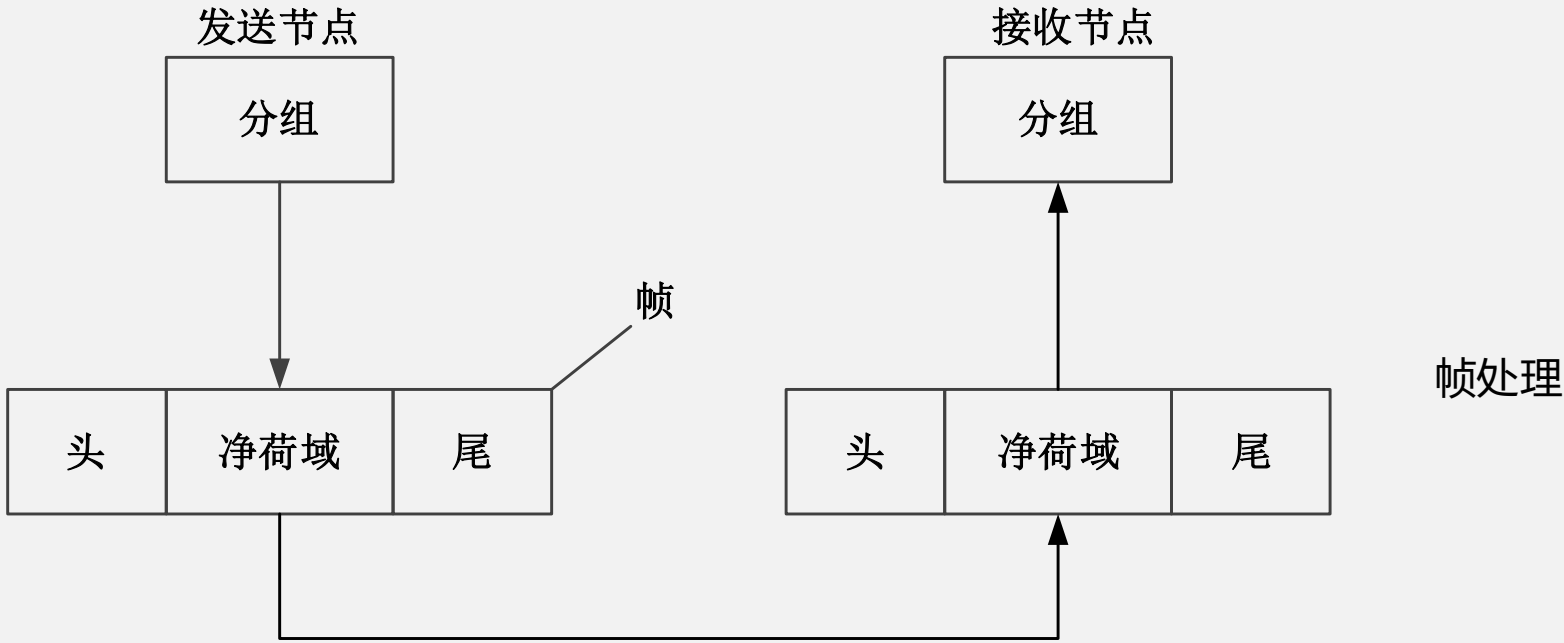 发送节点
接收节点
分组
分组
帧
帧处理
头
净荷域
尾
头
净荷域
尾